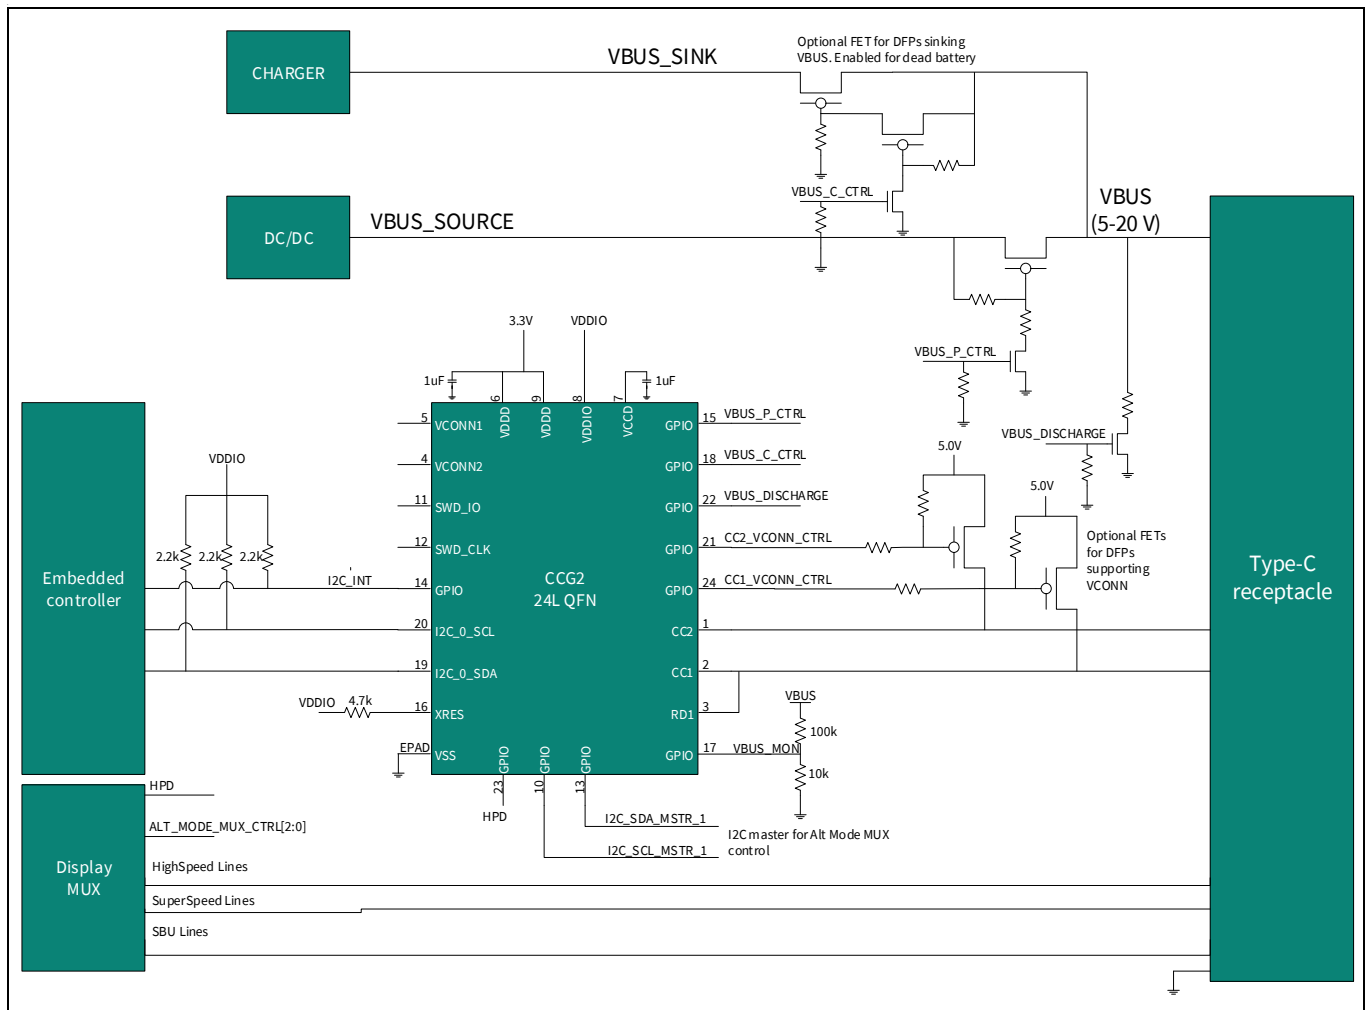 CHARGER
VBUS_SINK
Optional FET for DFPs sinking
VBUS. Enabled for dead battery
VBUS_C_CTRL
DC/DC
VBUS_SOURCE
VBUS
(5-20 V)
VBUS_P_CTRL
VBUS_DISCHARGE
3.3V
VDDIO
1uF
1uF
6
9
8
7
VDDD
VDDD
VDDIO
VCCD
5
VCONN1
4
VCONN2
11
SWD_IO
12
SWD_CLK
I2C_INT
14
GPIO
20
I2C_0_SCL
19
I2C_0_SDA
VDDIO
4.7k
16
XRES
EPAD
VSS
CCG2
24L QFN
GPIO
15
VBUS_P_CTRL
GPIO
18
VBUS_C_CTRL
GPIO
22
VBUS_DISCHARGE
GPIO
21
CC2_VCONN_CTRL
GPIO
24
CC1_VCONN_CTRL
CC2
1
CC1
2
RD1
3
GPIO
17
VBUS_MON
VBUS
100k
10k
5.0V
5.0V
Optional FETs
for DFPs
supporting
VCONN
Type-C
receptacle
VDDIO
2.2k
2.2k
2.2k
Embedded
controller
GPIO
GPIO
GPIO
23
10
13
HPD
I2C_SDA_MSTR_1
I2C_SCL_MSTR_1
I2C master for Alt Mode MUX
control
Display
MUX
HPD
ALT_MODE_MUX_CTRL[2:0]
HighSpeed Lines
SuperSpeed Lines
SBU Lines